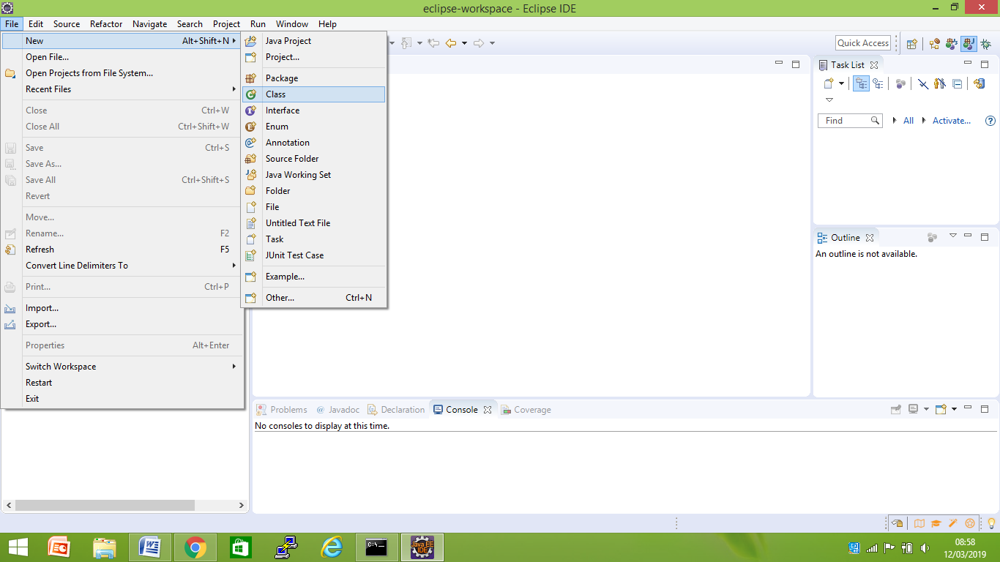 eclipse-workspace - Eclipse IDE
File Edit Source Refactor Navigate Search Project Run Window Help
New Alt+Shift+N
Open File...
Open Projects from File System...
Recent Files
Close Ctrl+W
Close All Ctrl+Shift+W
Save Ctrl+S
Save As...
Save All Ctrl+Shift+S
Revert
Move...
Rename... F2
Refresh F5
Convert Line Delimiters To
Print... Ctrl+P
Import...
Export...
Properties Alt+Enter
Switch Workspace
Restart
Exit
Java Project
Project...
Package
Class
Interface
Enum
Annotation
Source Folder
Java Working Set
Folder
File
Untitled Text File
Task
JUnit Test Case
Example...
Other... Ctrl+N
Quick Access
Task List
Find All Activate...
Outline
An outline is not available.
Problems @ Javadoc Declaration Console Coverage
No consoles to display at this time.
Java EE
IDE
08:58
12/03/2019